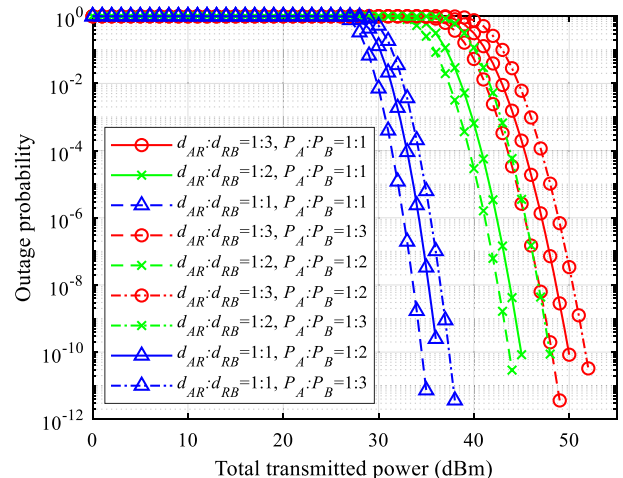 10^0
10^-2
10^-4
10^-6
10^-8
10^-10
10^-12
Outage probability
d_AR:d_RB=1:3, P_A:P_B=1:1
d_AR:d_RB=1:2, P_A:P_B=1:1
d_AR:d_RB=1:1, P_A:P_B=1:1
d_AR:d_RB=1:3, P_A:P_B=1:3
d_AR:d_RB=1:2, P_A:P_B=1:2
d_AR:d_RB=1:3, P_A:P_B=1:2
d_AR:d_RB=1:2, P_A:P_B=1:3
d_AR:d_RB=1:1, P_A:P_B=1:2
d_AR:d_RB=1:1, P_A:P_B=1:3
0 10 20 30 40 50
Total transmitted power (dBm)